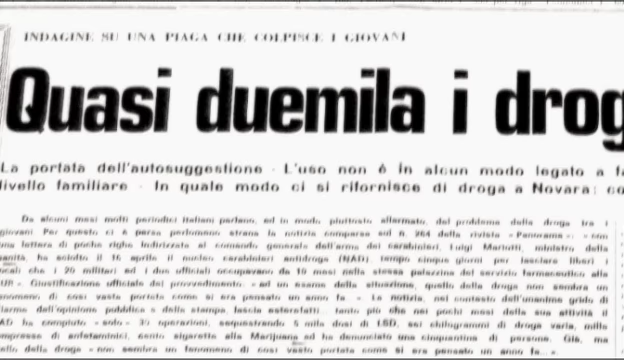 INDAGINE SU UNA PIAGA CHE COLPISCE I GIOVANI
Quasi duemila i drog
La portata dell'autosuggestione · L'uso non è in alcun modo legato a fa
livello familiare · In quale modo ci si rifornisce di droga a Novara: co
Da alcuni mesi molti periodici italiani parlano, ed in modo piuttosto allarmato, del problema della droga tra i
giovani Per questo ci è parsa perlomeno strana la notizia comparsa sul n. 264 della rivista «Panorama»: «con
una lettera di poche righe indirizzata al comando generale dell'arma dei carabinieri, Luigi Mariotti, ministro della
sanità, ha sciolto il 16 aprile il nucleo carabinieri antidroga (NAD), tempo cinque giorni per lasciare liberi i
locali che i 20 militari ed i due ufficiali occupavano da 10 mesi nella stessa palazzina del servizio farmaceutico alla
Giustificazione ufficiale del provvedimento: «ad un esame della situazione, quello della droga non sembra un
fenomeno di così vasta portata come si era pensato un anno fa». La notizia, nel contesto dell'unanime grido di
allarme dell'opinione pubblica e della stampa, lascia esterrefatti: tanto più che nei pochi mesi della sua attività il
NAD ha compiuto «solo» 30 operazioni, sequestrando 5 mila dosi di LSD, sei chilogrammi di droga varia, mille
compresse di anfetaminici, cento sigarette alla Marijuana ed ha denunciato una cinquantina di persone. Già, ma
quello della droga «non sembra un fenomeno di così vasta portata come si era pensato un anno fa».